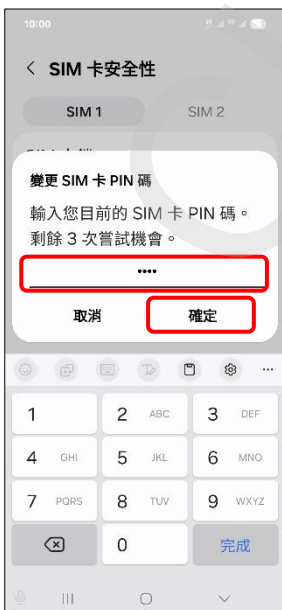 10:00
SIM 卡安全性
SIM 1
SIM 2
變更 SIM 卡 PIN 碼
輸入您目前的 SIM 卡 PIN 碼。
剩餘 3 次嘗試機會。
••••
取消
確定
1
2 ABC
3 DEF
4 GHI
5 JKL
6 MNO
7 PQRS
8 TUV
9 WXYZ
0
完成